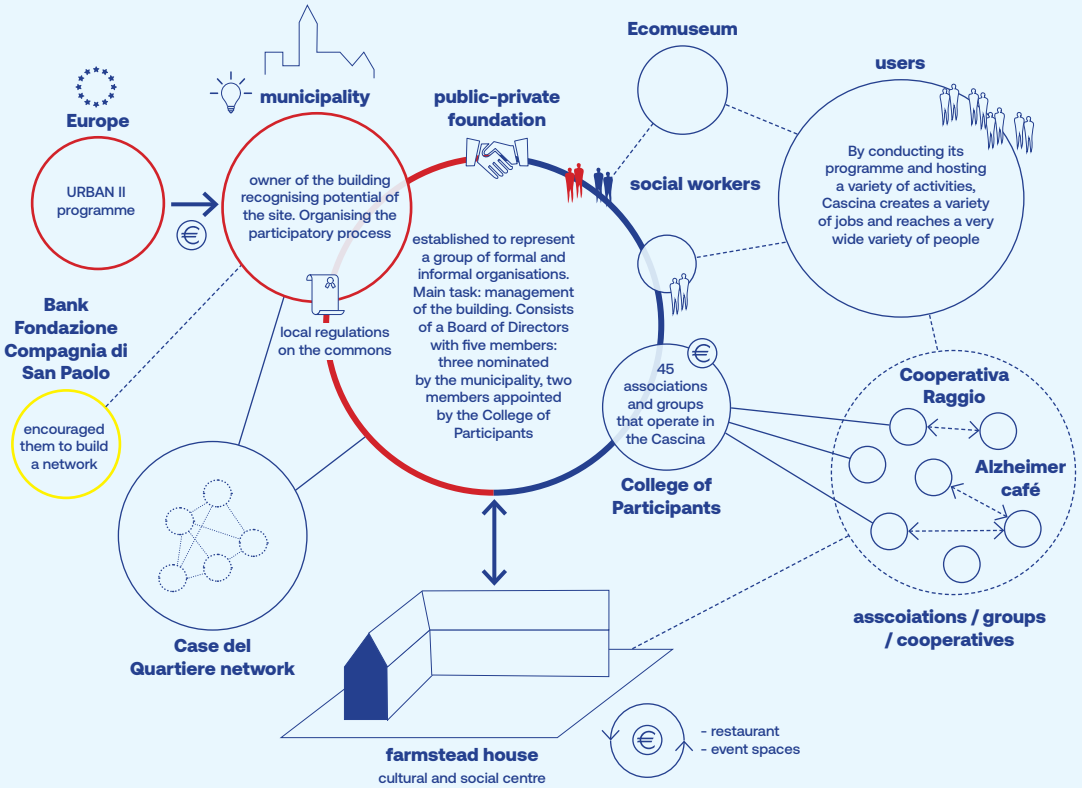 Europe
URBAN II
programme
€
municipality
owner of the building
recognising potential of
the site. Organising the
participatory process
local regulations
on the commons
public-private
foundation
established to represent
a group of formal and
informal organisations.
Main task: management
of the building. Consists
of a Board of Directors
with five members:
three nominated
by the municipality, two
members appointed
by the College of
Participants
Ecomuseum
social workers
users
By conducting its
programme and hosting
a variety of activities,
Cascina creates a variety
of jobs and reaches a very
wide variety of people
Bank
Fondazione
Compagnia di
San Paolo
encouraged
them to build
a network
€
45
associations
and groups
that operate in
the Cascina
College of
Participants
Cooperativa
Raggio
Alzheimer
café
asscoiations / groups
/ cooperatives
Case del
Quartiere network
farmstead house
cultural and social centre
€
- restaurant
- event spaces